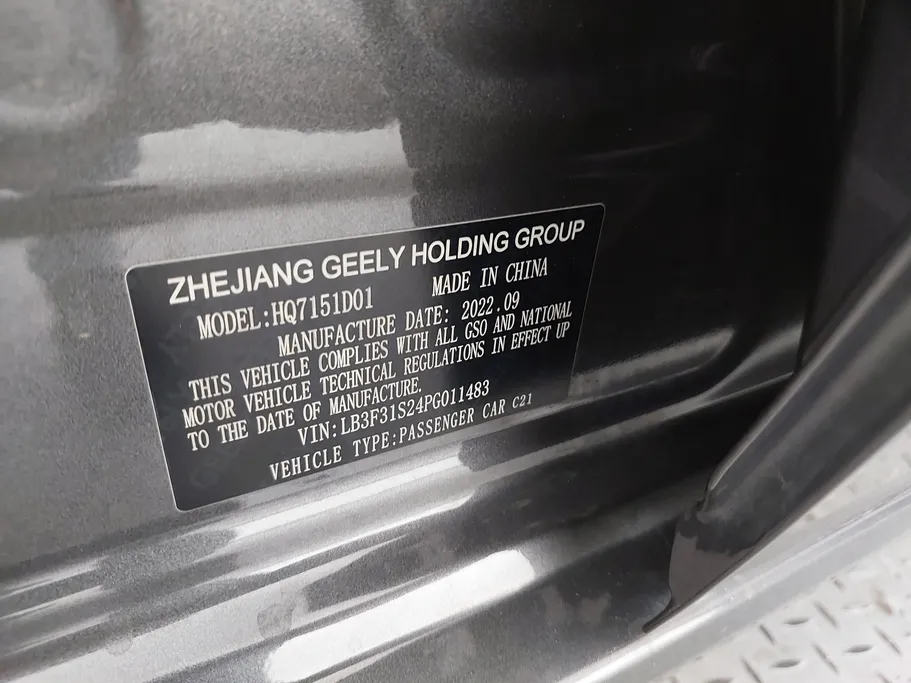 ZHEJIANG GEELY HOLDING GROUP
MODEL:HQ7151D01 MADE IN CHINA
MANUFACTURE DATE: 2022.09
THIS VEHICLE COMPLIES WITH ALL GSO AND NATIONAL
MOTOR VEHICLE TECHNICAL REGULATIONS IN EFFECT UP
TO THE DATE OF MANUFACTURE.
VIN:LB3F31S24PG011483
VEHICLE TYPE:PASSENGER CAR C21